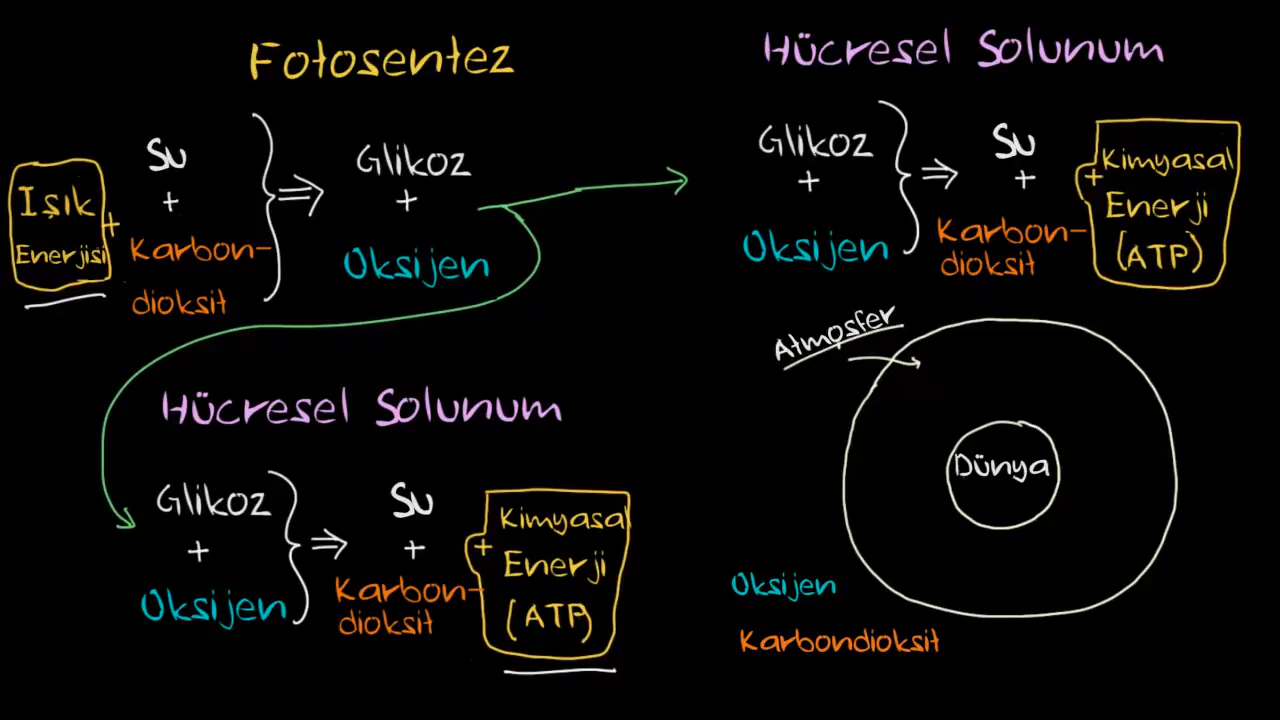 Fotosentez
Işık
Enerjisi
+
Su
+
Karbon-
dioksit
⇒
Glikoz
+
Oksijen
Hücresel Solunum
Glikoz
+
Oksijen
⇒
Su
+
Karbon-
dioksit
+
Kimyasal
Enerji
(ATP)
Hücresel Solunum
Glikoz
+
Oksijen
⇒
Su
+
Karbon-
dioksit
+
Kimyasal
Enerji
(ATP)
Atmosfer
Dünya
Oksijen
Karbondioksit